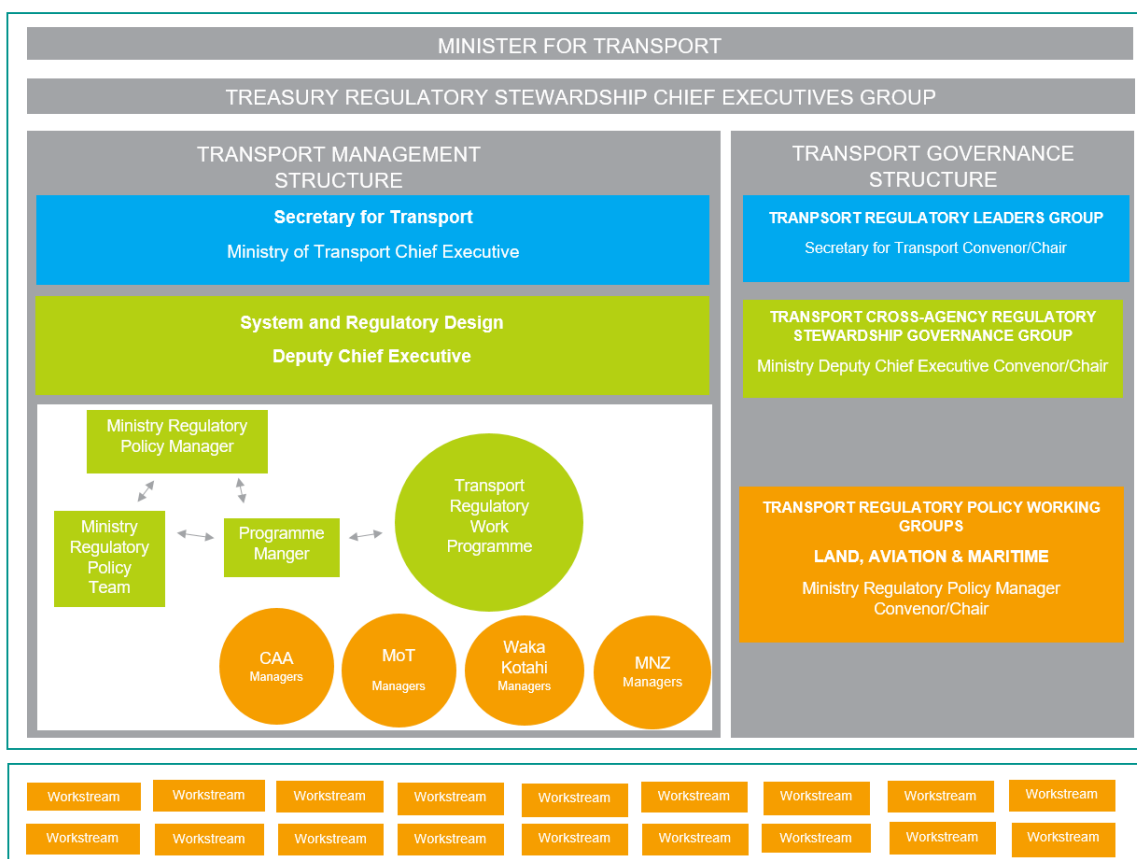 MINISTER FOR TRANSPORT
TREASURY REGULATORY STEWARDSHIP CHIEF EXECUTIVES GROUP
TRANSPORT MANAGEMENT
STRUCTURE
Secretary for Transport
Ministry of Transport Chief Executive
System and Regulatory Design
Deputy Chief Executive
Ministry Regulatory
Policy Manager
Ministry
Regulatory
Policy
Team
Programme
Manger
Transport
Regulatory
Work
Programme
CAA
Managers
MoT
Managers
Waka
Kotahi
Managers
MNZ
Managers
TRANSPORT GOVERNANCE
STRUCTURE
TRANPSORT REGULATORY LEADERS GROUP
Secretary for Transport Convenor/Chair
TRANSPORT CROSS-AGENCY REGULATORY
STEWARDSHIP GOVERNANCE GROUP
Ministry Deputy Chief Executive Convenor/Chair
TRANSPORT REGULATORY POLICY WORKING
GROUPS
LAND, AVIATION & MARITIME
Ministry Regulatory Policy Manager
Convenor/Chair
Workstream Workstream Workstream Workstream Workstream Workstream Workstream Workstream Workstream
Workstream Workstream Workstream Workstream Workstream Workstream Workstream Workstream Workstream